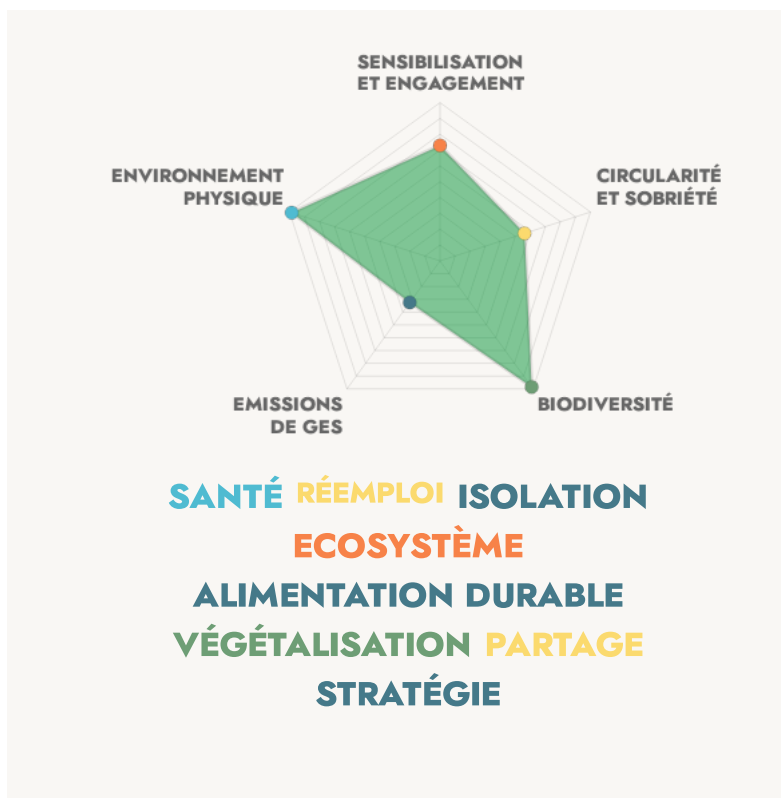 SENSIBILISATION
ET ENGAGEMENT
ENVIRONNEMENT
PHYSIQUE
CIRCULARITÉ
ET SOBRIÉTÉ
EMISSIONS
DE GES
BIODIVERSITÉ
SANTÉ RÉEMPLOI ISOLATION
ECOSYSTÈME
ALIMENTATION DURABLE
VÉGÉTALISATION PARTAGE
STRATÉGIE